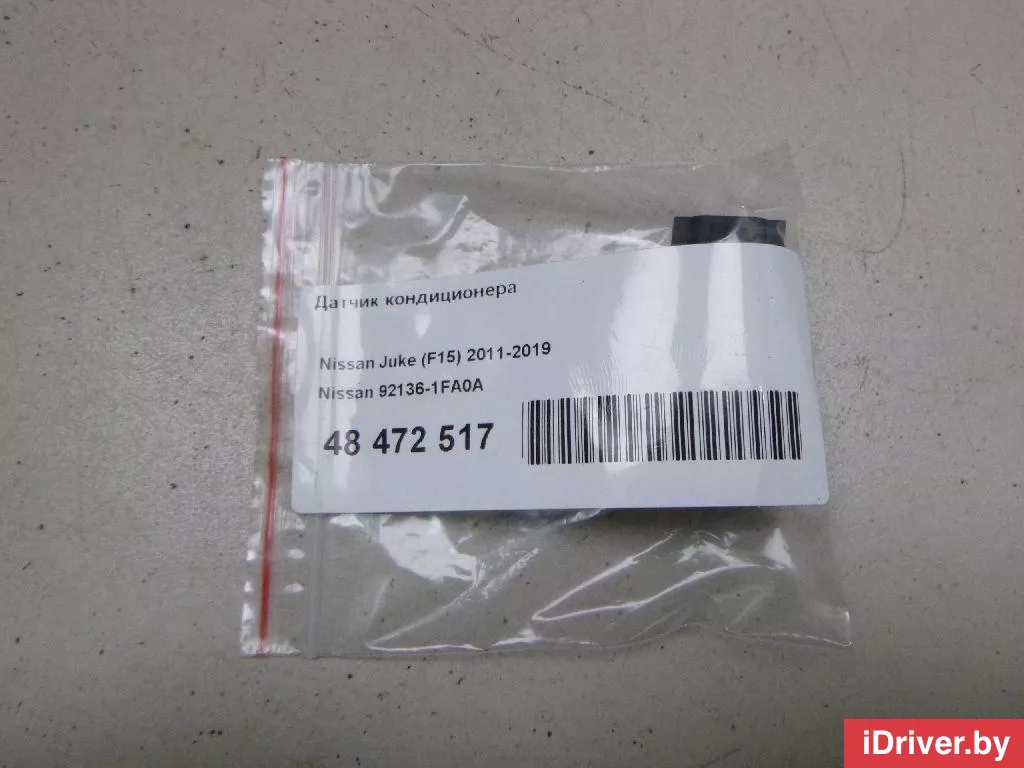 Датчик кондиционера
Nissan Juke (F15) 2011-2019
Nissan 92136-1FA0A
48 472 517
iDriver.by